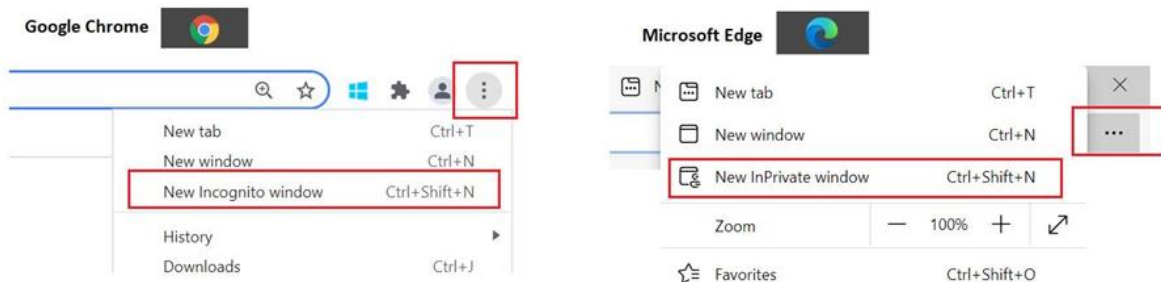 Google Chrome
New tab Ctrl+T
New window Ctrl+N
New Incognito window Ctrl+Shift+N
History
Downloads Ctrl+J
Microsoft Edge
N
New tab Ctrl+T
New window Ctrl+N
New InPrivate window Ctrl+Shift+N
Zoom — 100% +
Favorites Ctrl+Shift+O